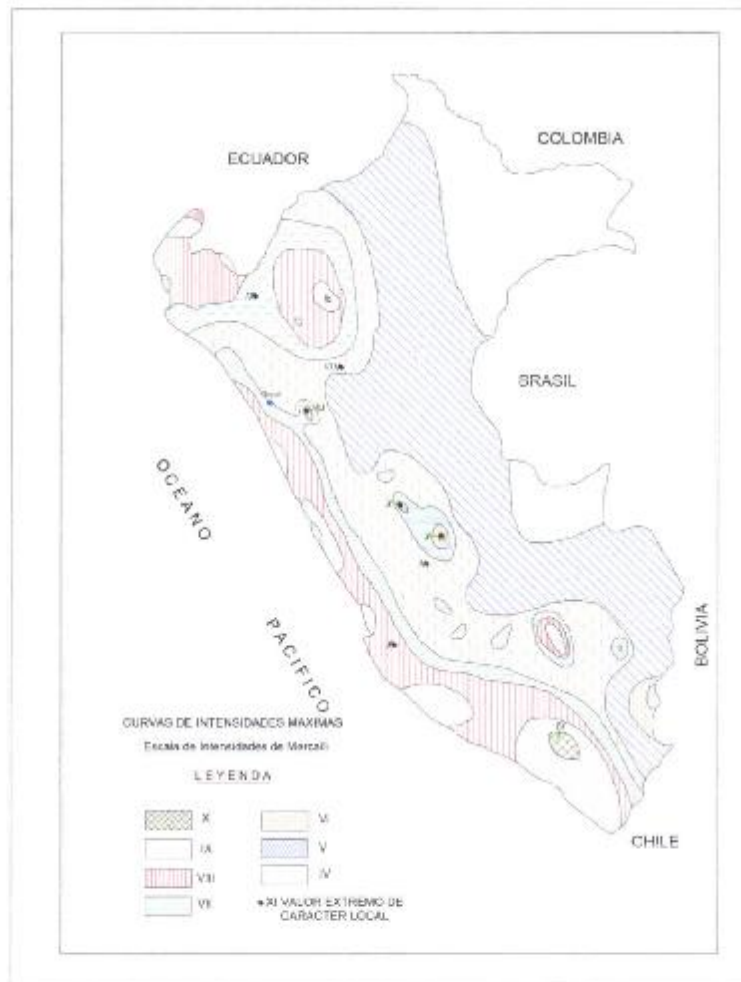 COLOMBIA
ECUADOR
BRASIL
OCEANO
PACIFICO
BOLIVIA
CURVAS DE INTENSIDADES MAXIMAS
Escala de Intensidades de Mercalli
LEYENDA
X
IX
VIII
VII
VI
V
IV
XI VALOR EXTREMO DE
CARACTER LOCAL
CHILE